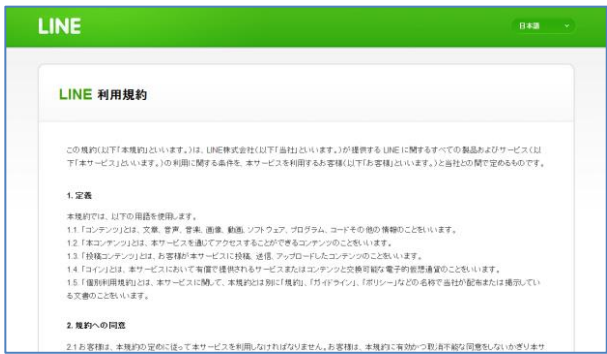 LINE
日本語
LINE 利用規約
この規約(以下「本規約」といいます。)は、LINE株式会社(以下「当社」といいます。)が提供する LINE に関するすべての製品およびサービス(以
下「本サービス」といいます。)の利用に関する条件を、本サービスを利用するお客様(以下「お客様」といいます。)と当社との間で定めるものです。
1. 定義
本規約では、以下の用語を使用します。
1.1. 「コンテンツ」とは、文章、音声、音楽、画像、動画、ソフトウェア、プログラム、コードその他の情報のことをいいます。
1.2. 「本コンテンツ」とは、本サービスを通じてアクセスすることができるコンテンツのことをいいます。
1.3. 「投稿コンテンツ」とは、お客様が本サービスに投稿、送信、アップロードしたコンテンツのことをいいます。
1.4. 「コイン」とは、本サービスにおいて有償で提供されるサービスまたはコンテンツと交換可能な電子的仮想通貨のことをいいます。
1.5. 「個別利用規約」とは、本サービスに関して、本規約とは別に「規約」、「ガイドライン」、「ポリシー」などの名称で当社が配布または掲示してい
る文書のことをいいます。
2. 規約への同意
2.1 お客様は、本規約の定めに従って本サービスを利用しなければなりません。お客様は、本規約に有効かつ取消不能な同意をしないかぎり本サ